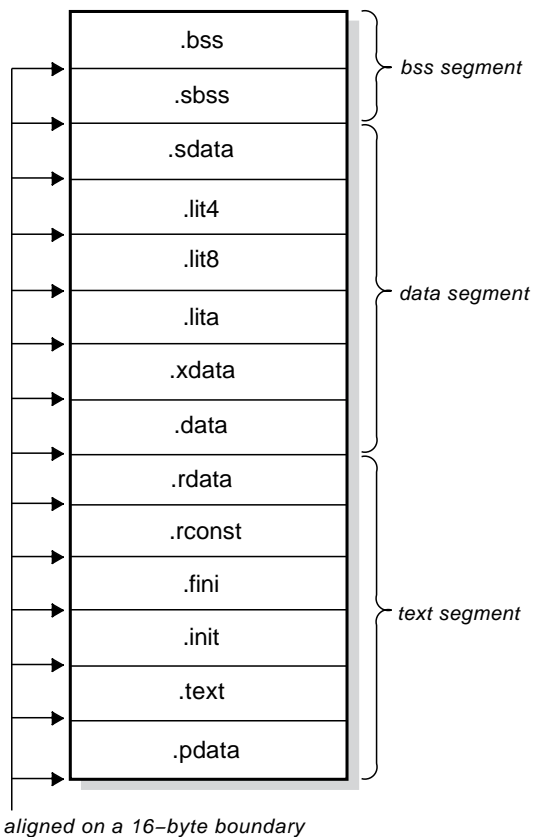 .bss
bss segment
.sbss
.sdata
.lit4
.lit8
data segment
.lita
.xdata
.data
.rdata
.rconst
.fini
text segment
.init
.text
.pdata
aligned on a 16−byte boundary